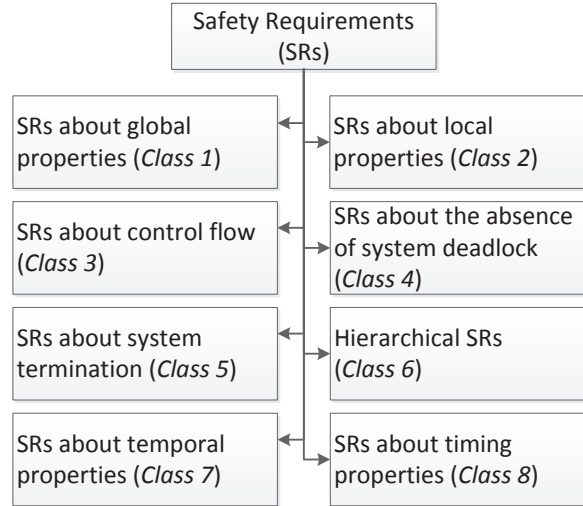 Safety Requirements
(SRs)
SRs about global
properties (Class 1)
SRs about local
properties (Class 2)
SRs about control flow
(Class 3)
SRs about the absence
of system deadlock
(Class 4)
SRs about system
termination (Class 5)
Hierarchical SRs
(Class 6)
SRs about temporal
properties (Class 7)
SRs about timing
properties (Class 8)